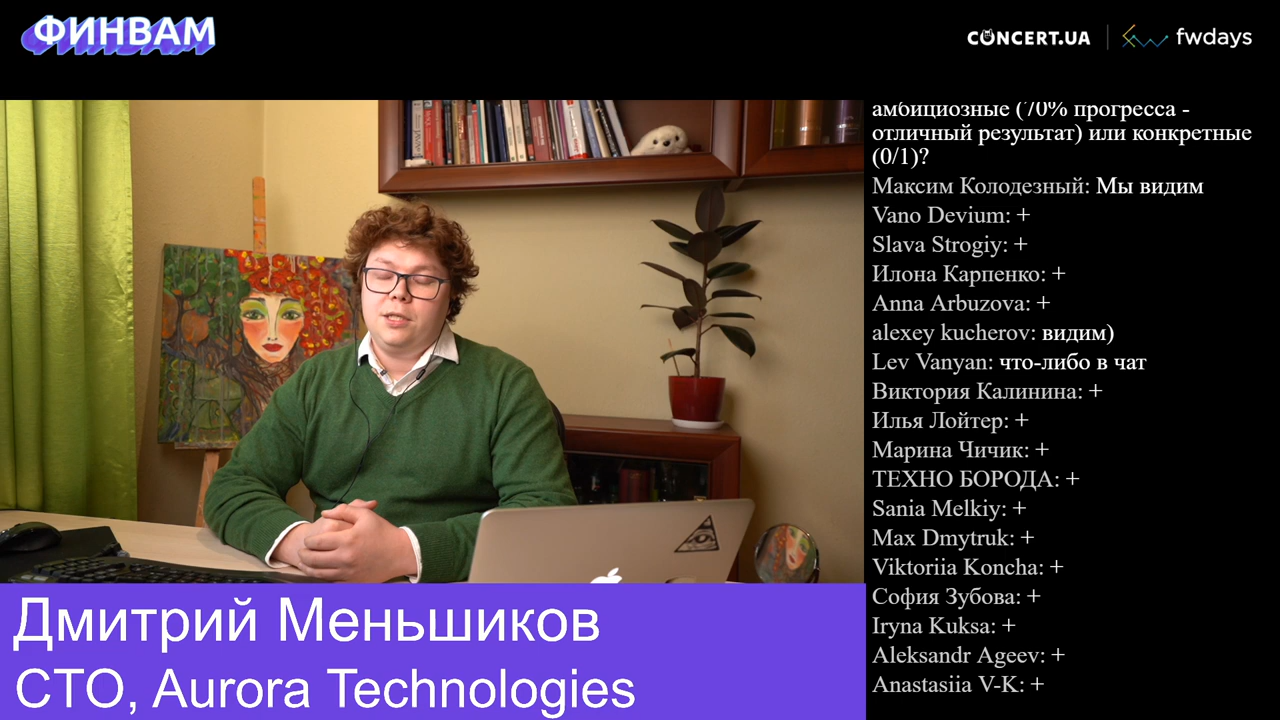 ФИНВАМ
CONCERT.UA
fwdays
амбициозные (70% прогресса -
отличный результат) или конкретные
(0/1)?
Максим Колодезный: Мы видим
Vano Devium: +
Slava Strogiy: +
Илона Карпенко: +
Anna Arbuzova: +
alexey kucherov: видим)
Lev Vanyan: что-либо в чат
Виктория Калинина: +
Илья Лойтер: +
Марина Чичик: +
ТЕХНО БОРОДА: +
Sania Melkiy: +
Max Dmytruk: +
Viktoriia Koncha: +
София Зубова: +
Iryna Kuksa: +
Aleksandr Ageev: +
Anastasiia V-K: +
Дмитрий Меньшиков
CTO, Aurora Technologies